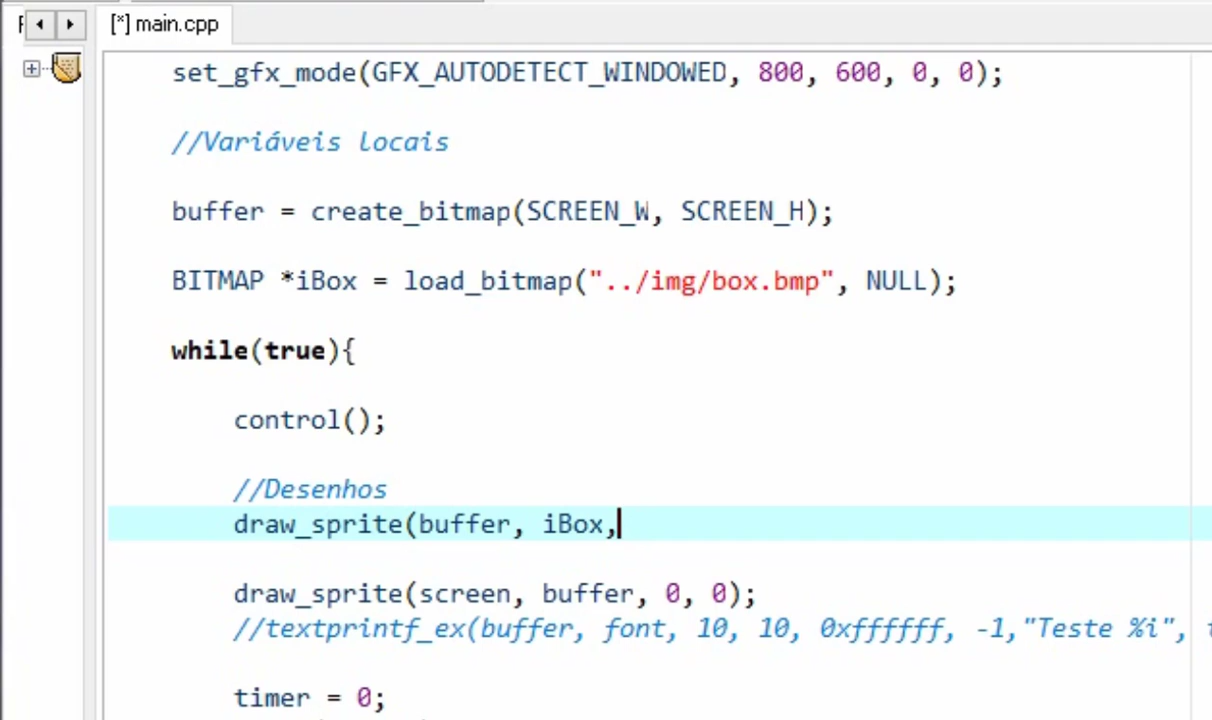 [*] main.cpp
set_gfx_mode(GFX_AUTODETECT_WINDOWED, 800, 600, 0, 0);
//Variáveis locais
buffer = create_bitmap(SCREEN_W, SCREEN_H);
BITMAP *iBox = load_bitmap("../img/box.bmp", NULL);
while(true){
control();
//Desenhos
draw_sprite(buffer, iBox,
draw_sprite(screen, buffer, 0, 0);
//textprintf_ex(buffer, font, 10, 10, 0xffffff, -1,"Teste %i",
timer = 0;